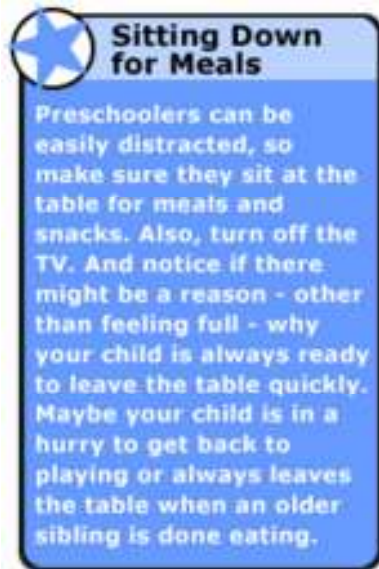 Sitting Down
for Meals
Preschoolers can be
easily distracted, so
make sure they sit at the
table for meals and
snacks. Also, turn off the
TV. And notice if there
might be a reason - other
than feeling full - why
your child is always ready
to leave the table quickly.
Maybe your child is in a
hurry to get back to
playing or always leaves
the table when an older
sibling is done eating.